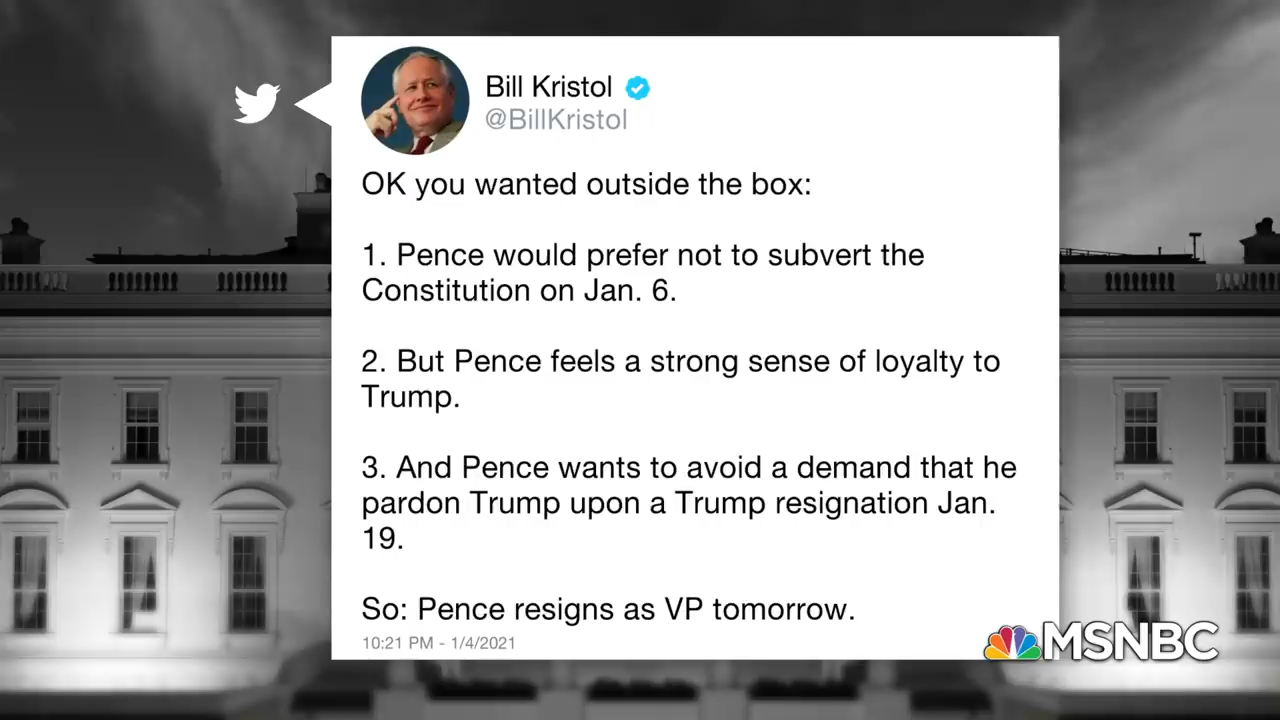 Bill Kristol
@BillKristol
OK you wanted outside the box:
1. Pence would prefer not to subvert the
Constitution on Jan. 6.
2. But Pence feels a strong sense of loyalty to
Trump.
3. And Pence wants to avoid a demand that he
pardon Trump upon a Trump resignation Jan.
19.
So: Pence resigns as VP tomorrow.
10:21 PM - 1/4/2021
MSNBC